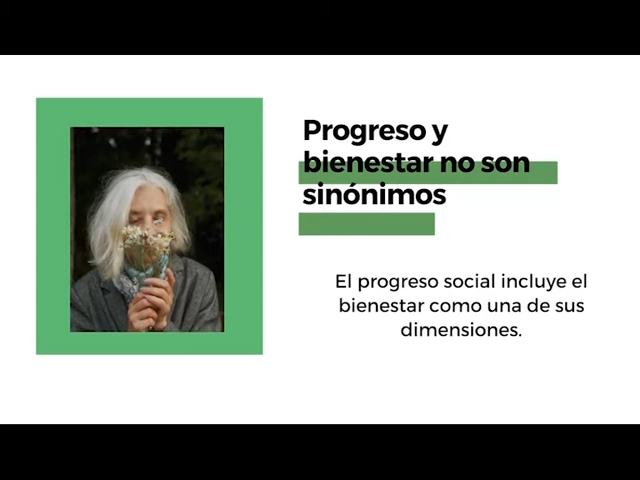 Progreso y
bienestar no son
sinónimos
El progreso social incluye el
bienestar como una de sus
dimensiones.